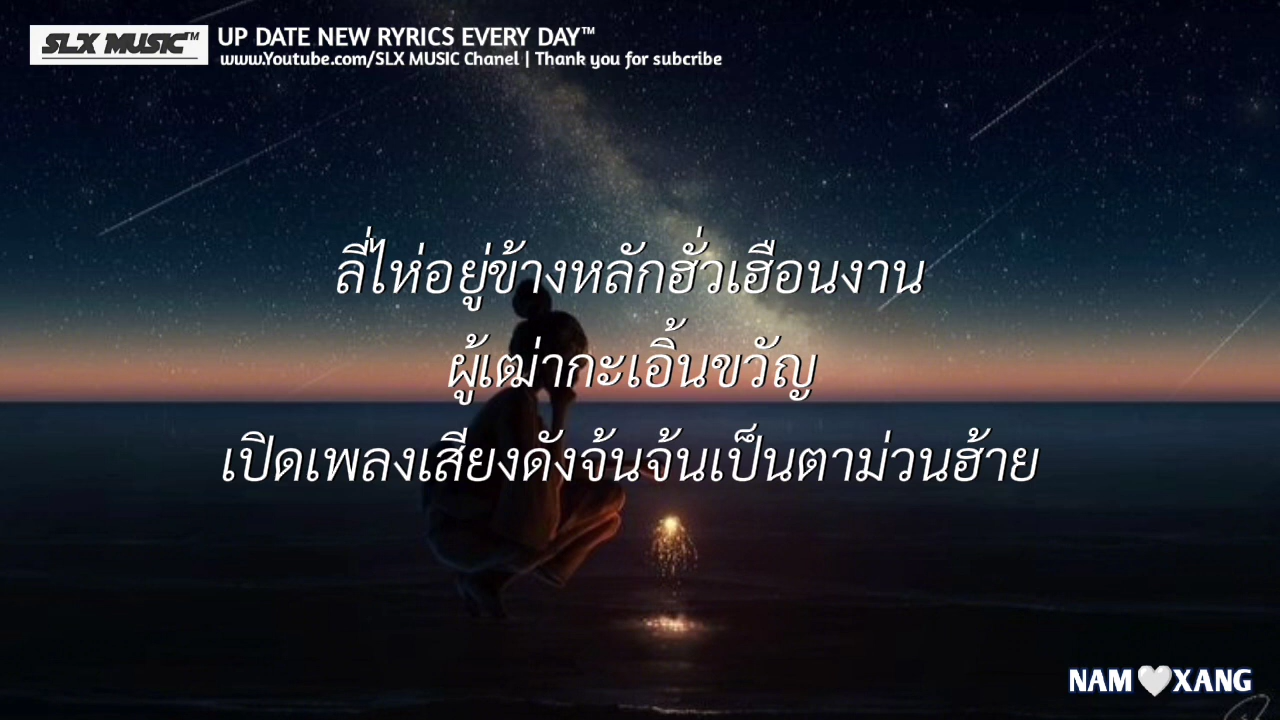 SLX MUSIC™
UP DATE NEW RYRICS EVERY DAY™
www.Youtube.com/SLX MUSIC Chanel | Thank you for subcribe
ลี่ไห่อยู่ข้างหลักฮั่วเฮือนงาน
ผู้เฒ่ากะเอิ้นขวัญ
เปิดเพลงเสียงดังจ้นจ้นเป็นตาม่วนฮ้าย
NAM🤍XANG